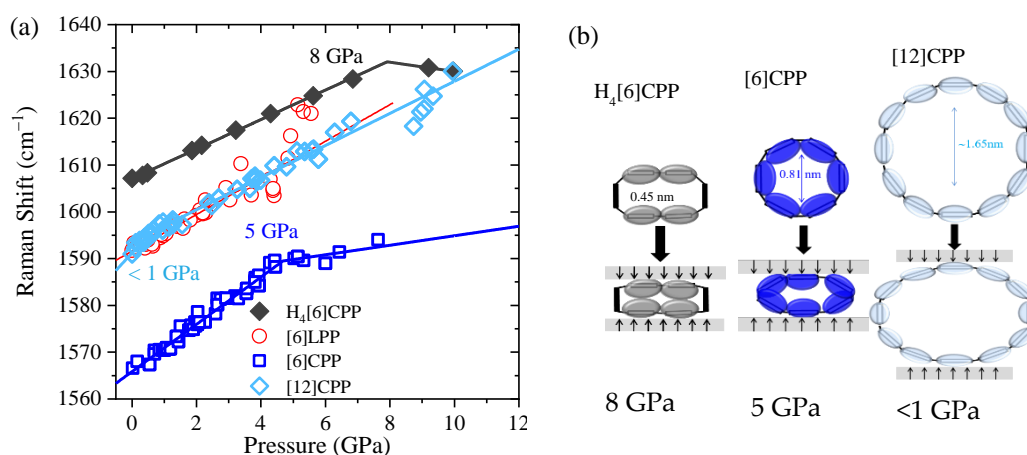 (a)
Raman Shift (cm⁻¹)
1640
1630
1620
1610
1600
1590
1580
1570
1560
8 GPa
5 GPa
< 1 GPa
H₄[6]CPP
[6]LPP
[6]CPP
[12]CPP
0
2
4
6
8
10
12
Pressure (GPa)
(b)
H₄[6]CPP
[6]CPP
[12]CPP
0.45 nm
0.81 nm
~1.65nm
8 GPa
5 GPa
<1 GPa